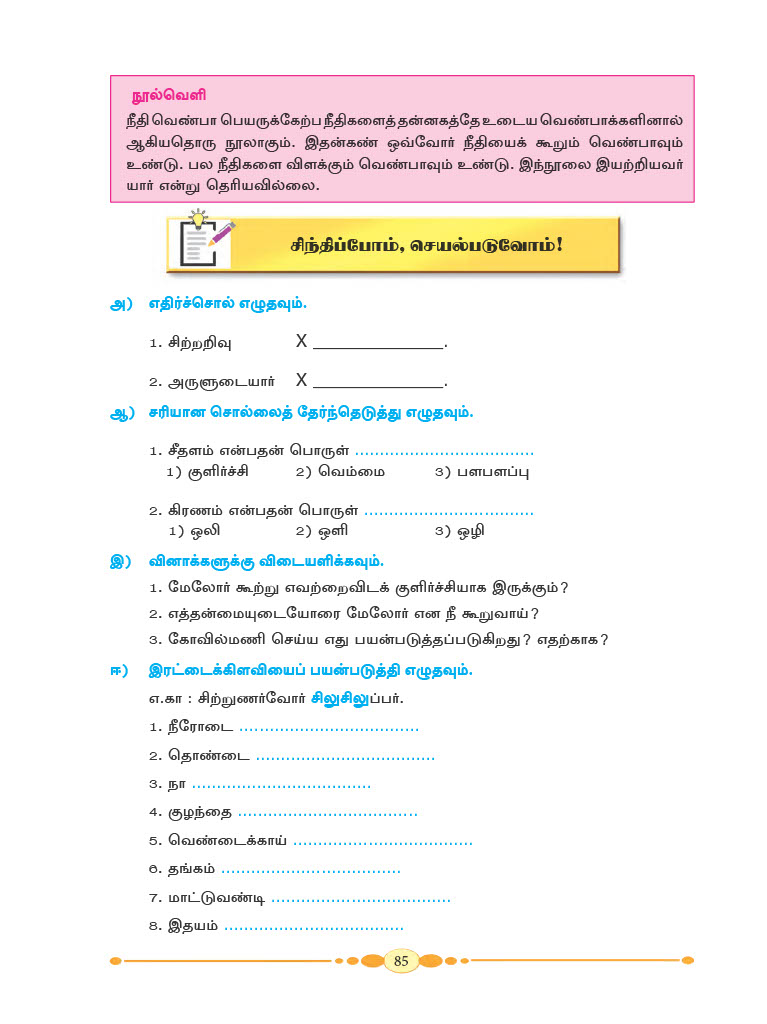 நூல்வெளி
நீதி வெண்பா பெயருக்கேற்ப நீதிகளைத் தன்னகத்தே உடைய வெண்பாக்களினால்
ஆகியதொரு நூலாகும். இதன்கண் ஒவ்வோர் நீதியைக் கூறும் வெண்பாவும்
உண்டு. பல நீதிகளை விளக்கும் வெண்பாவும் உண்டு. இந்நூலை இயற்றியவர்
யார் என்று தெரியவில்லை.
சிந்திப்போம், செயல்படுவோம்!
அ) எதிர்ச்சொல் எழுதவும்.
1. சிற்றறிவு X _______________.
2. அருளுடையார் X _______________.
ஆ) சரியான சொல்லைத் தேர்ந்தெடுத்து எழுதவும்.
1. சீதளம் என்பதன் பொருள் ....................................
1) குளிர்ச்சி 2) வெம்மை 3) பளபளப்பு
2. கிரணம் என்பதன் பொருள் ..................................
1) ஒலி 2) ஒளி 3) ஒழி
இ) வினாக்களுக்கு விடையளிக்கவும்.
1. மேலோர் கூற்று எவற்றைவிடக் குளிர்ச்சியாக இருக்கும்?
2. எத்தன்மையுடையோரை மேலோர் என நீ கூறுவாய்?
3. கோவில்மணி செய்ய எது பயன்படுத்தப்படுகிறது? எதற்காக?
ஈ) இரட்டைக்கிளவியைப் பயன்படுத்தி எழுதவும்.
எ.கா : சிற்றுணர்வோர் சிலுசிலுப்பர்.
1. நீரோடை ....................................
2. தொண்டை ....................................
3. நா ....................................
4. குழந்தை ....................................
5. வெண்டைக்காய் ....................................
6. தங்கம் ....................................
7. மாட்டுவண்டி ....................................
8. இதயம் ....................................
85